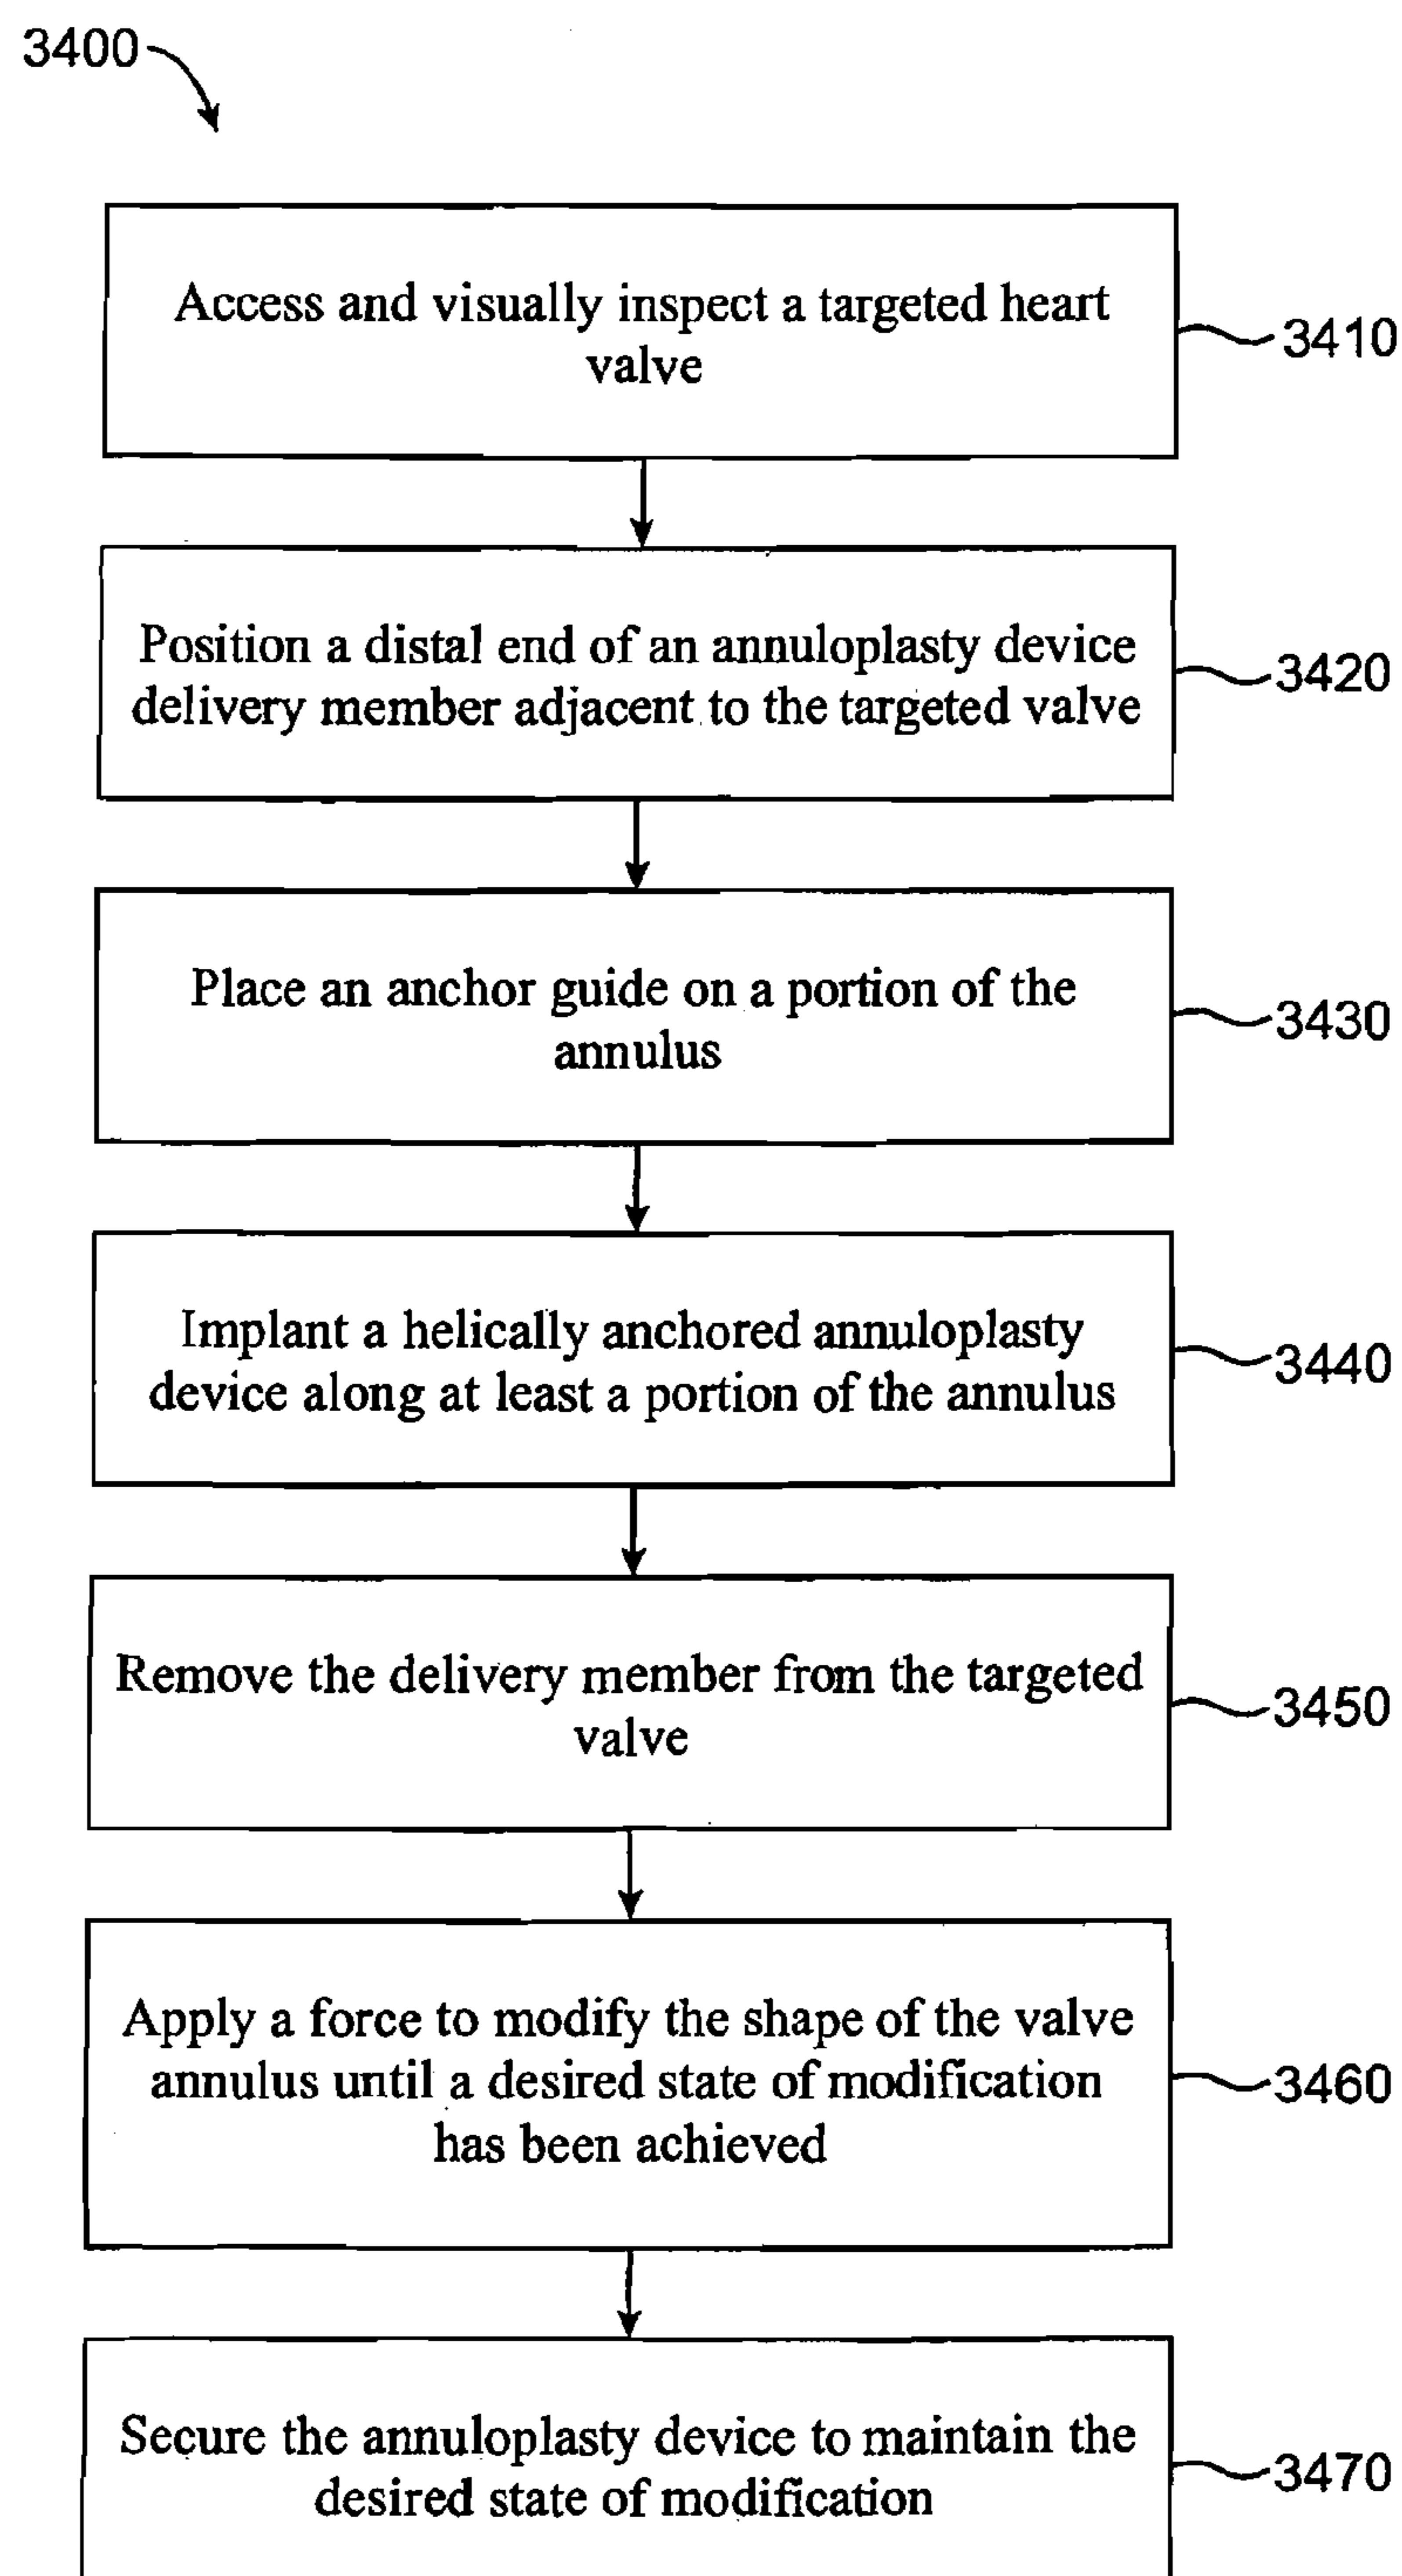 3400
Access and visually inspect a targeted heart
valve
3410
Position a distal end of an annuloplasty device
delivery member adjacent to the targeted valve
3420
Place an anchor guide on a portion of the
annulus
3430
Implant a helically anchored annuloplasty
device along at least a portion of the annulus
3440
Remove the delivery member from the targeted
valve
3450
Apply a force to modify the shape of the valve
annulus until a desired state of modification
has been achieved
3460
Secure the annuloplasty device to maintain the
desired state of modification
3470